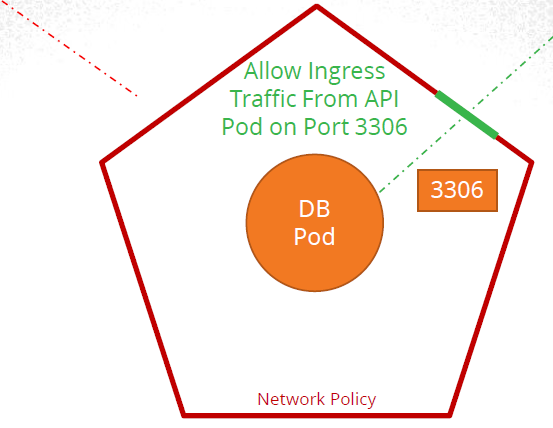 Allow Ingress
Traffic From API
Pod on Port 3306
3306
DB
Pod
Network Policy